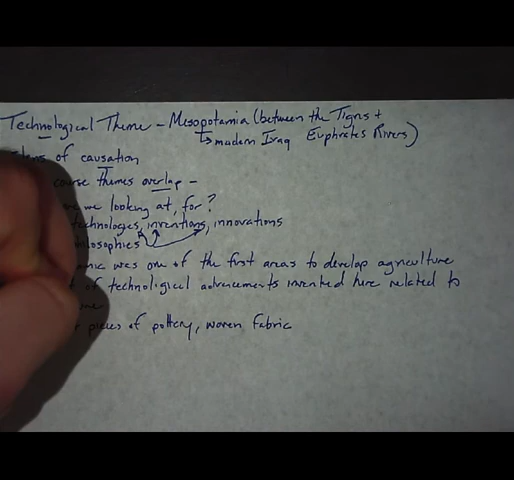 Technological Theme - Mesopotamia (between the Tigris +
↳ modern Iraq Euphrates Rivers)
of causation
course themes overlap -
we looking at, for?
technologies, inventions, innovations
philosophies
was one of the first areas to develop agriculture
of technological advancements invented here related to
pieces of pottery, woven fabric